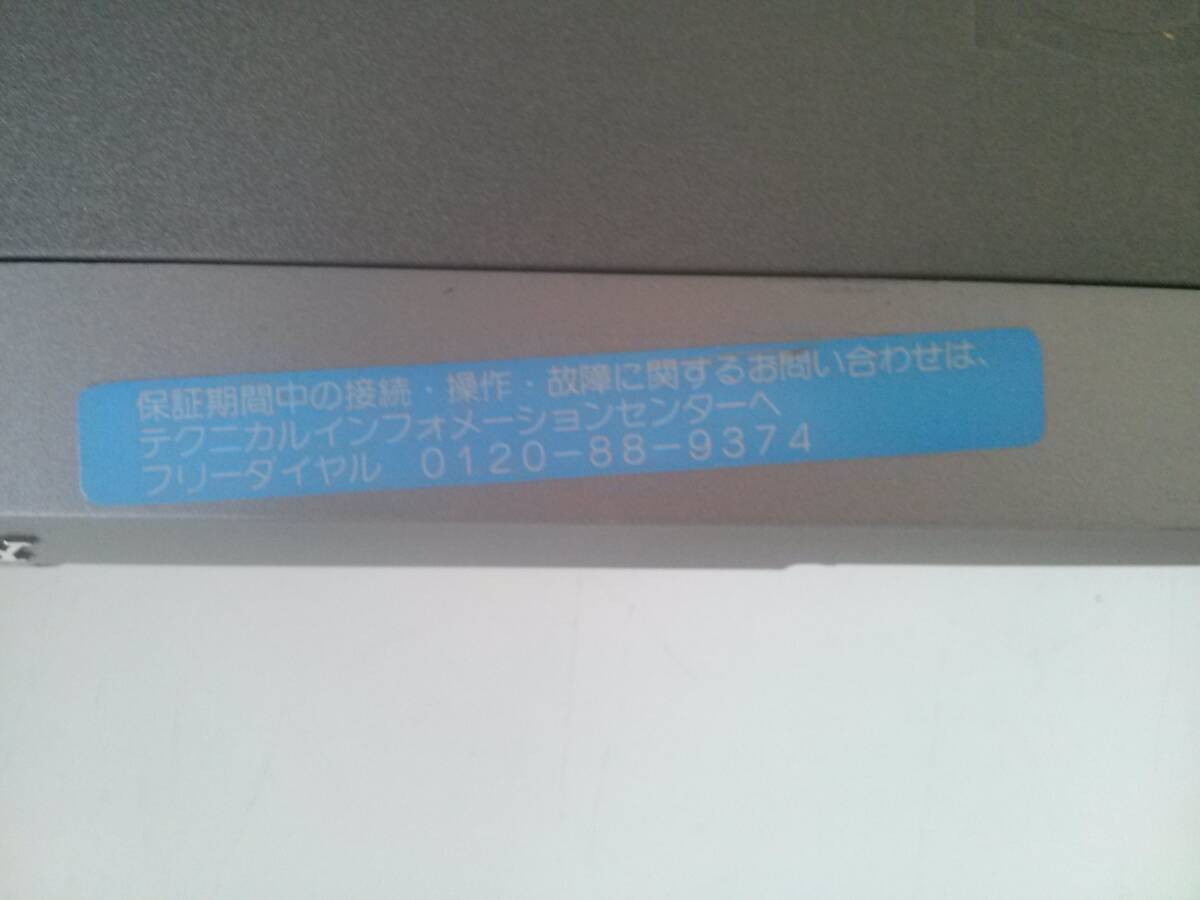 保証期間中の接続・操作・故障に関するお問い合わせは、
テクニカルインフォメーションセンターへ
フリーダイヤル 0120-88-9374